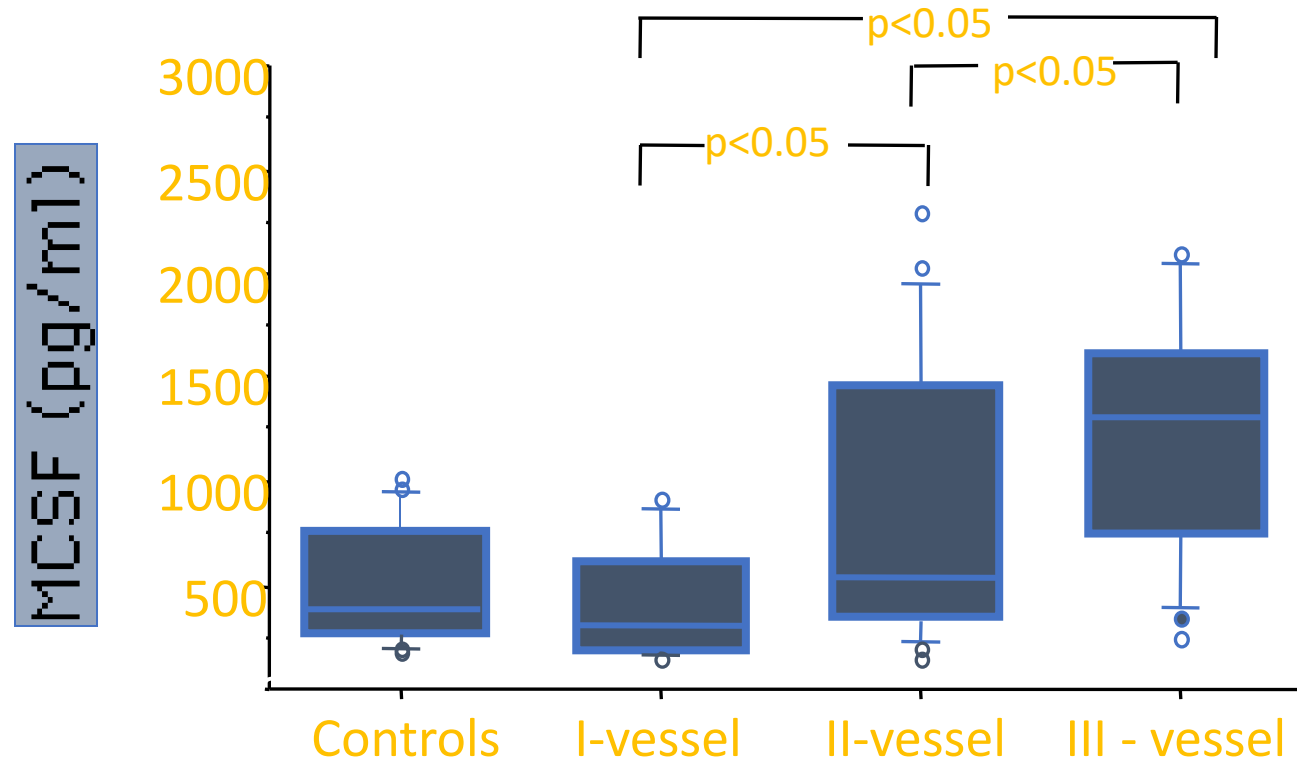 p<0.05
p<0.05
p<0.05
MCSF (pg/ml)
3000
2500
2000
1500
1000
500
Controls
I-vessel
II-vessel
III - vessel